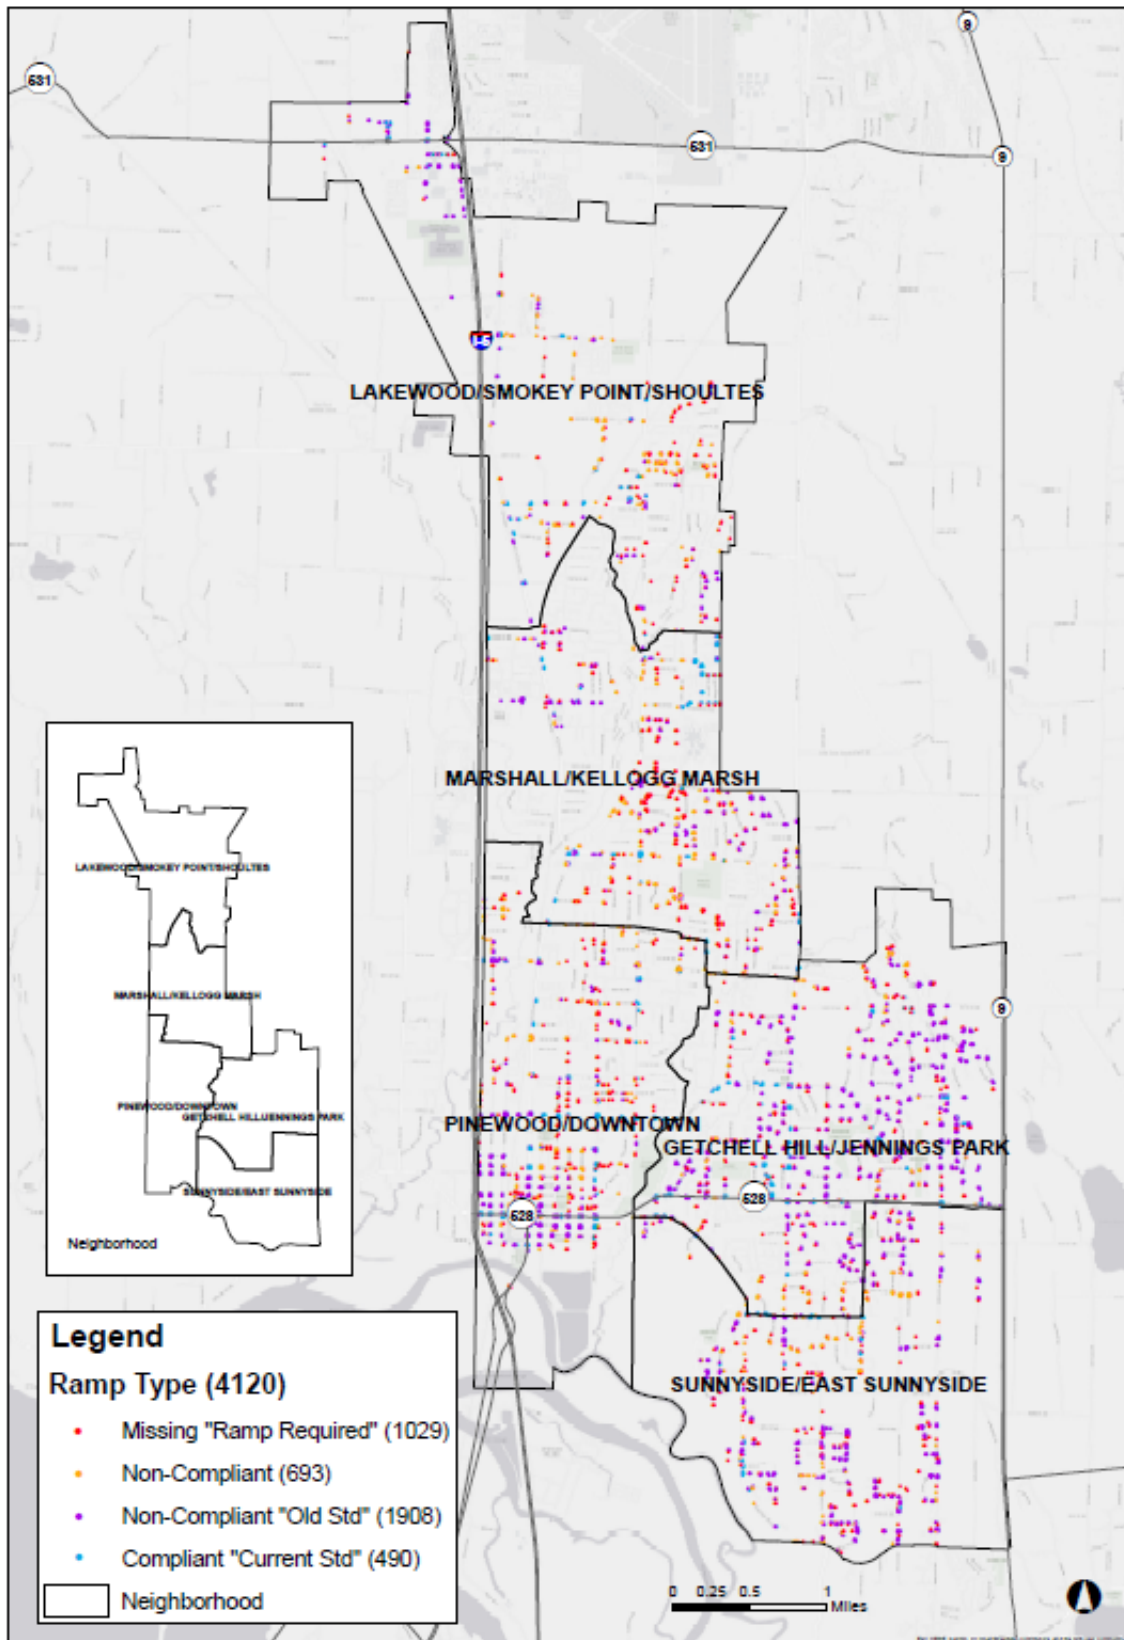 9
531
531
9
I-5
LAKEWOOD/SMOKEY POINT/SHOULTES
MARSHALL/KELLOGG MARSH
LAKEWOOD/SMOKEY POINT/SHOULTES
MARSHALL/KELLOGG MARSH
9
PINEWOOD/DOWNTOWN
GETCHELL HILL/JENNINGS PARK
PINEWOOD/DOWNTOWN
GETCHELL HILL/JENNINGS PARK
528
528
SUNNYSIDE/EAST SUNNYSIDE
Neighborhood
Legend
Ramp Type (4120)
Missing "Ramp Required" (1029)
Non-Compliant (693)
Non-Compliant "Old Std" (1908)
Compliant "Current Std" (490)
Neighborhood
SUNNYSIDE/EAST SUNNYSIDE
0 0.25 0.5 1
Miles